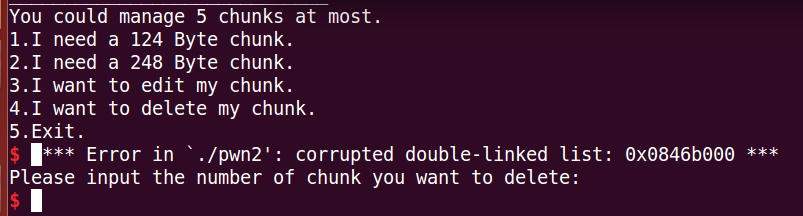 You could manage 5 chunks at most.
1.I need a 124 Byte chunk.
2.I need a 248 Byte chunk.
3.I want to edit my chunk.
4.I want to delete my chunk.
5.Exit.
$ *** Error in `./pwn2': corrupted double-linked list: 0x0846b000 ***
Please input the number of chunk you want to delete:
$